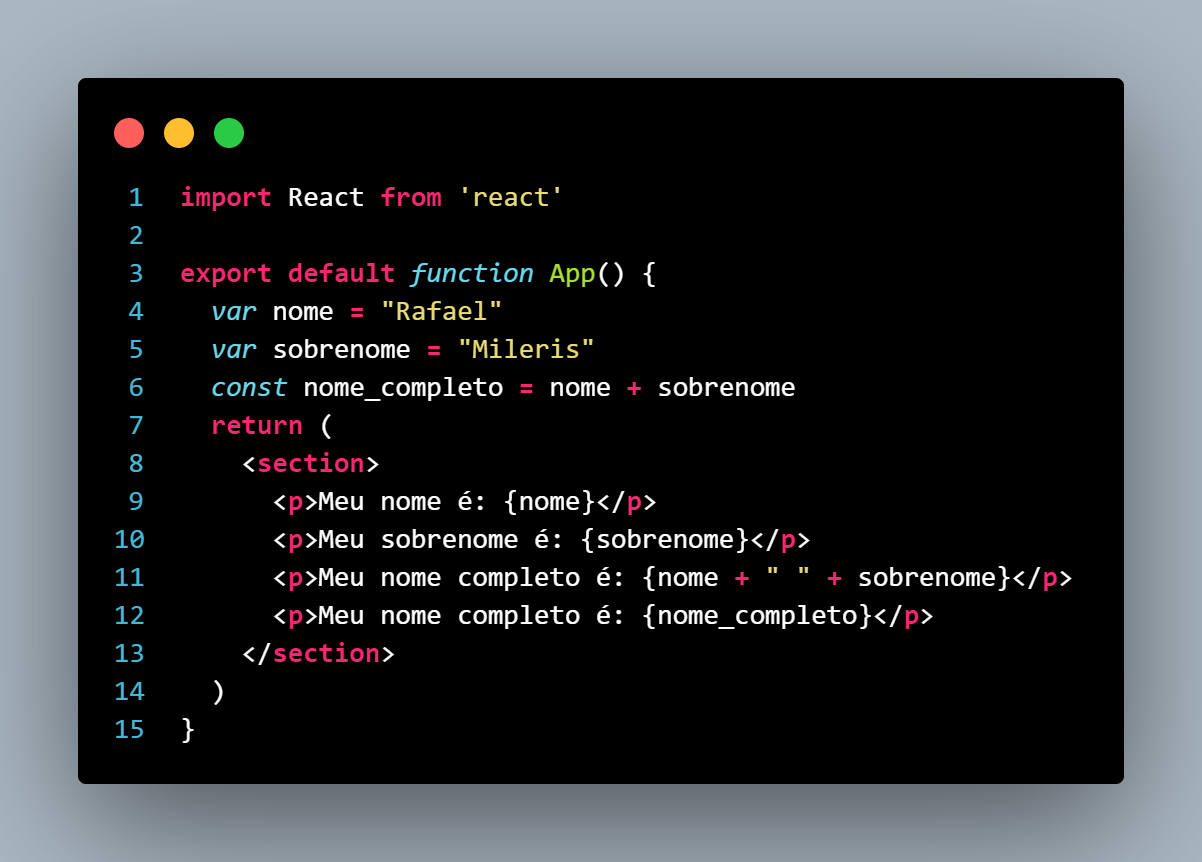 1 import React from 'react'
2
3 export default function App() {
4   var nome = "Rafael"
5   var sobrenome = "Mileris"
6   const nome_completo = nome + sobrenome
7   return (
8     <section>
9       <p>Meu nome é: {nome}</p>
10       <p>Meu sobrenome é: {sobrenome}</p>
11       <p>Meu nome completo é: {nome + " " + sobrenome}</p>
12       <p>Meu nome completo é: {nome_completo}</p>
13     </section>
14   )
15 }